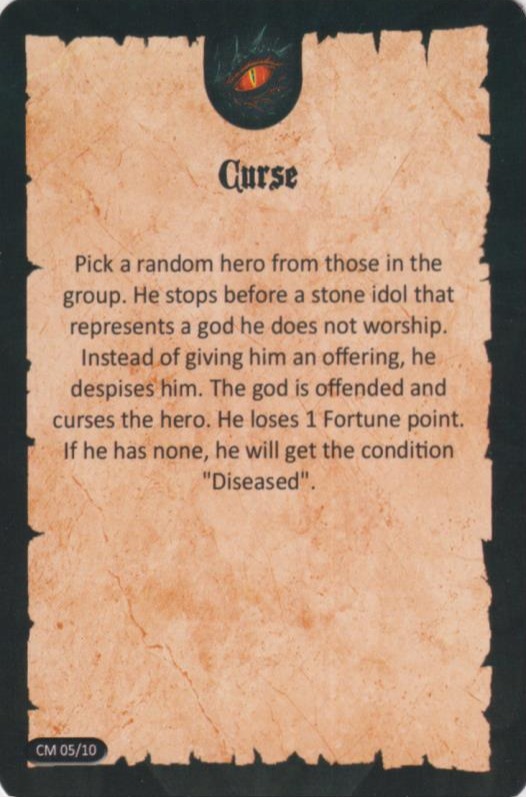 Curse
Pick a random hero from those in the
group. He stops before a stone idol that
represents a god he does not worship.
Instead of giving him an offering, he
despises him. The god is offended and
curses the hero. He loses 1 Fortune point.
If he has none, he will get the condition
"Diseased".
CM 05/10